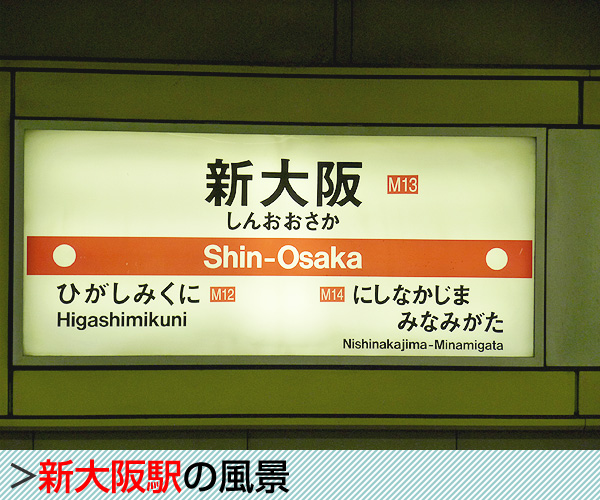 新大阪 M13
しんおおさか
Shin-Osaka
ひがしみくに M12
Higashimikuni
M14 にしなかじま
みなみがた
Nishinakajima-Minamigata
>新大阪駅の風景